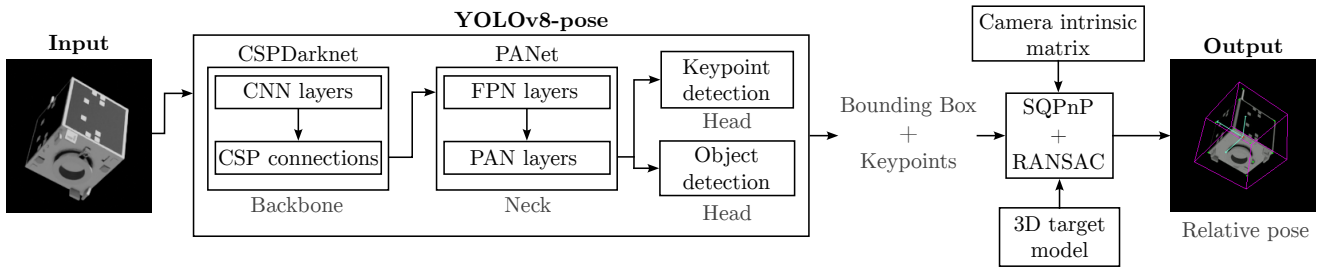 Input
YOLOv8-pose
CSPDarknet
CNN layers
CSP connections
Backbone
PANet
FPN layers
PAN layers
Neck
Keypoint
detection
Head
Object
detection
Head
Bounding Box
+
Keypoints
Camera intrinsic
matrix
SQPnP
+
RANSAC
3D target
model
Output
Relative pose